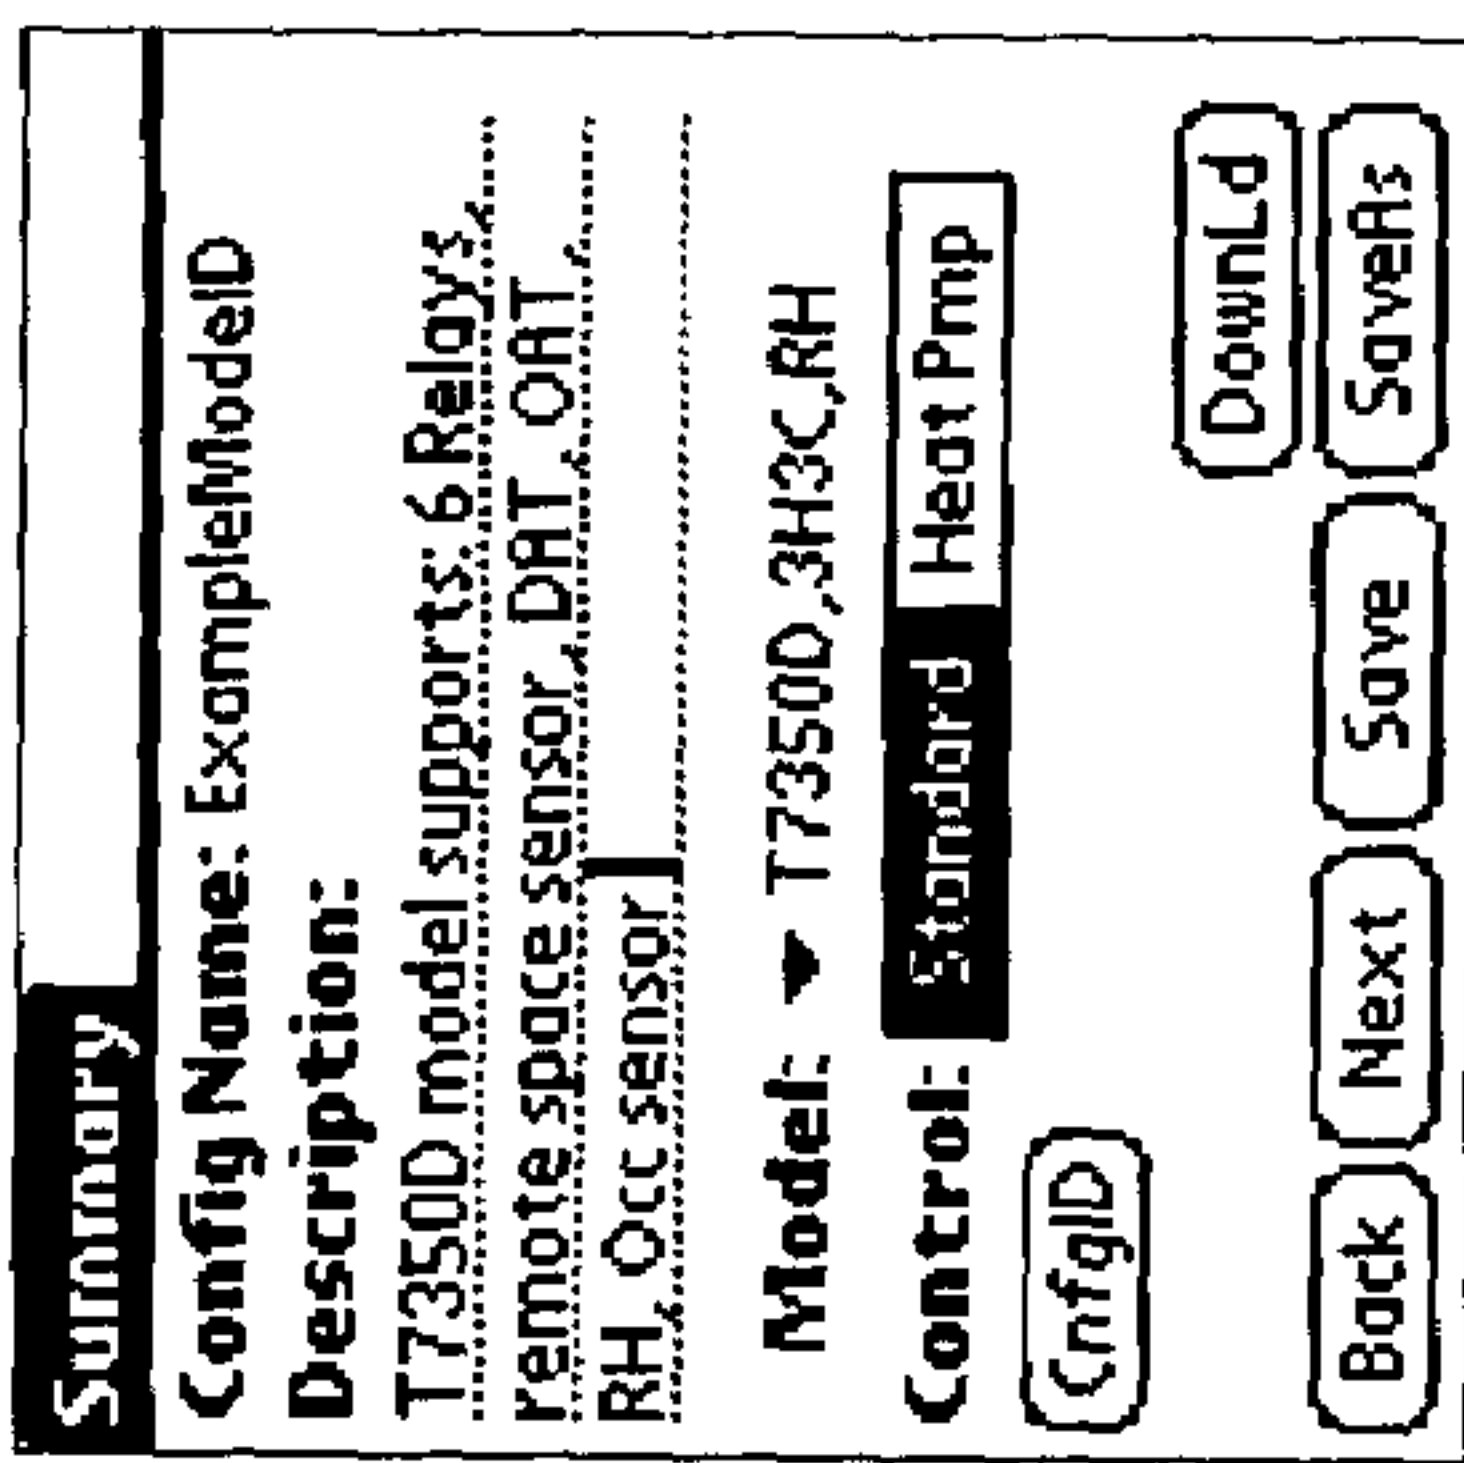 Summary
Config Name: ExampleModelD
Description:
T7350D model supports: 6 Relays,
remote space sensor, DAT, OAT,
RH, Occ sensor
Model: T7350D,3H3C,RH
Control: Standard Heat Pmp
CnfgID
DownLd
Back Next Save SaveAs